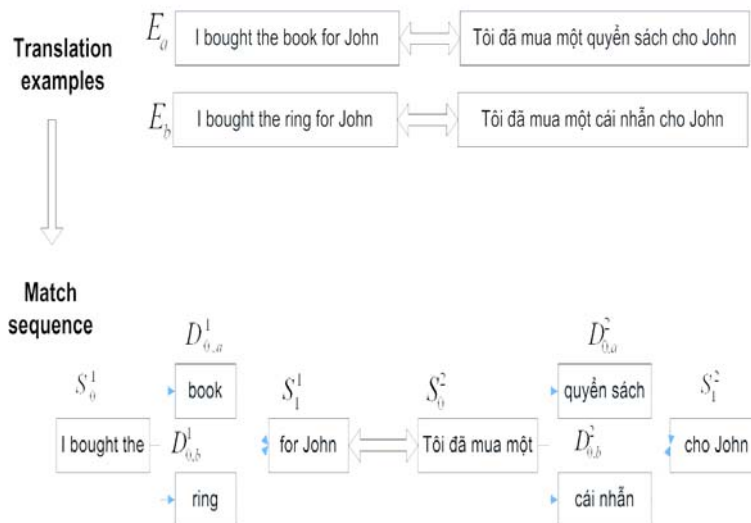 Translation examples
E_a
I bought the book for John
Tôi đã mua một quyển sách cho John
E_b
I bought the ring for John
Tôi đã mua một cái nhẫn cho John
Match sequence
D^1_{0,a}
D^2_{0,a}
S^1_0
book
S^1_1
S^2_0
quyển sách
S^2_1
I bought the
D^1_{0,b}
for John
Tôi đã mua một
D^2_{0,b}
cho John
ring
cái nhẫn